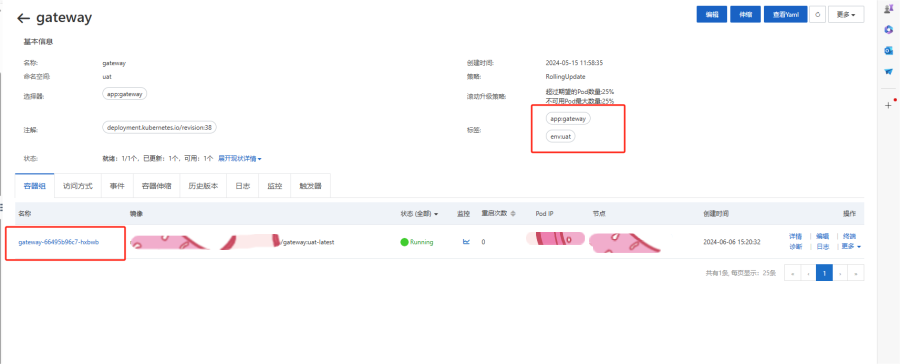 gateway
编辑 伸缩 查看Yaml 更多
基本信息
名称: gateway 创建时间: 2024-05-15 11:58:35
命名空间: uat 策略: RollingUpdate
选择器: app:gateway 滚动升级策略: 超过期望的Pod数量:25%
不可用Pod最大数量:25%
注解: deployment.kubernetes.io/revision:38 标签: app:gateway
env:uat
状态: 就绪: 1/1个, 已更新: 1个, 可用: 1个 展开现状详情
容器组 访问方式 事件 容器伸缩 历史版本 日志 监控 触发器
名称 镜像 状态 (全部) 监控 重启次数 Pod IP 节点 创建时间 操作
gateway-66495b96c7-hxbwb /gateway:uat-latest Running 0 2024-06-06 15:20:32 详情 编辑 终端
诊断 日志 更多
共有1条, 每页显示: 25条 « ‹ 1 › »